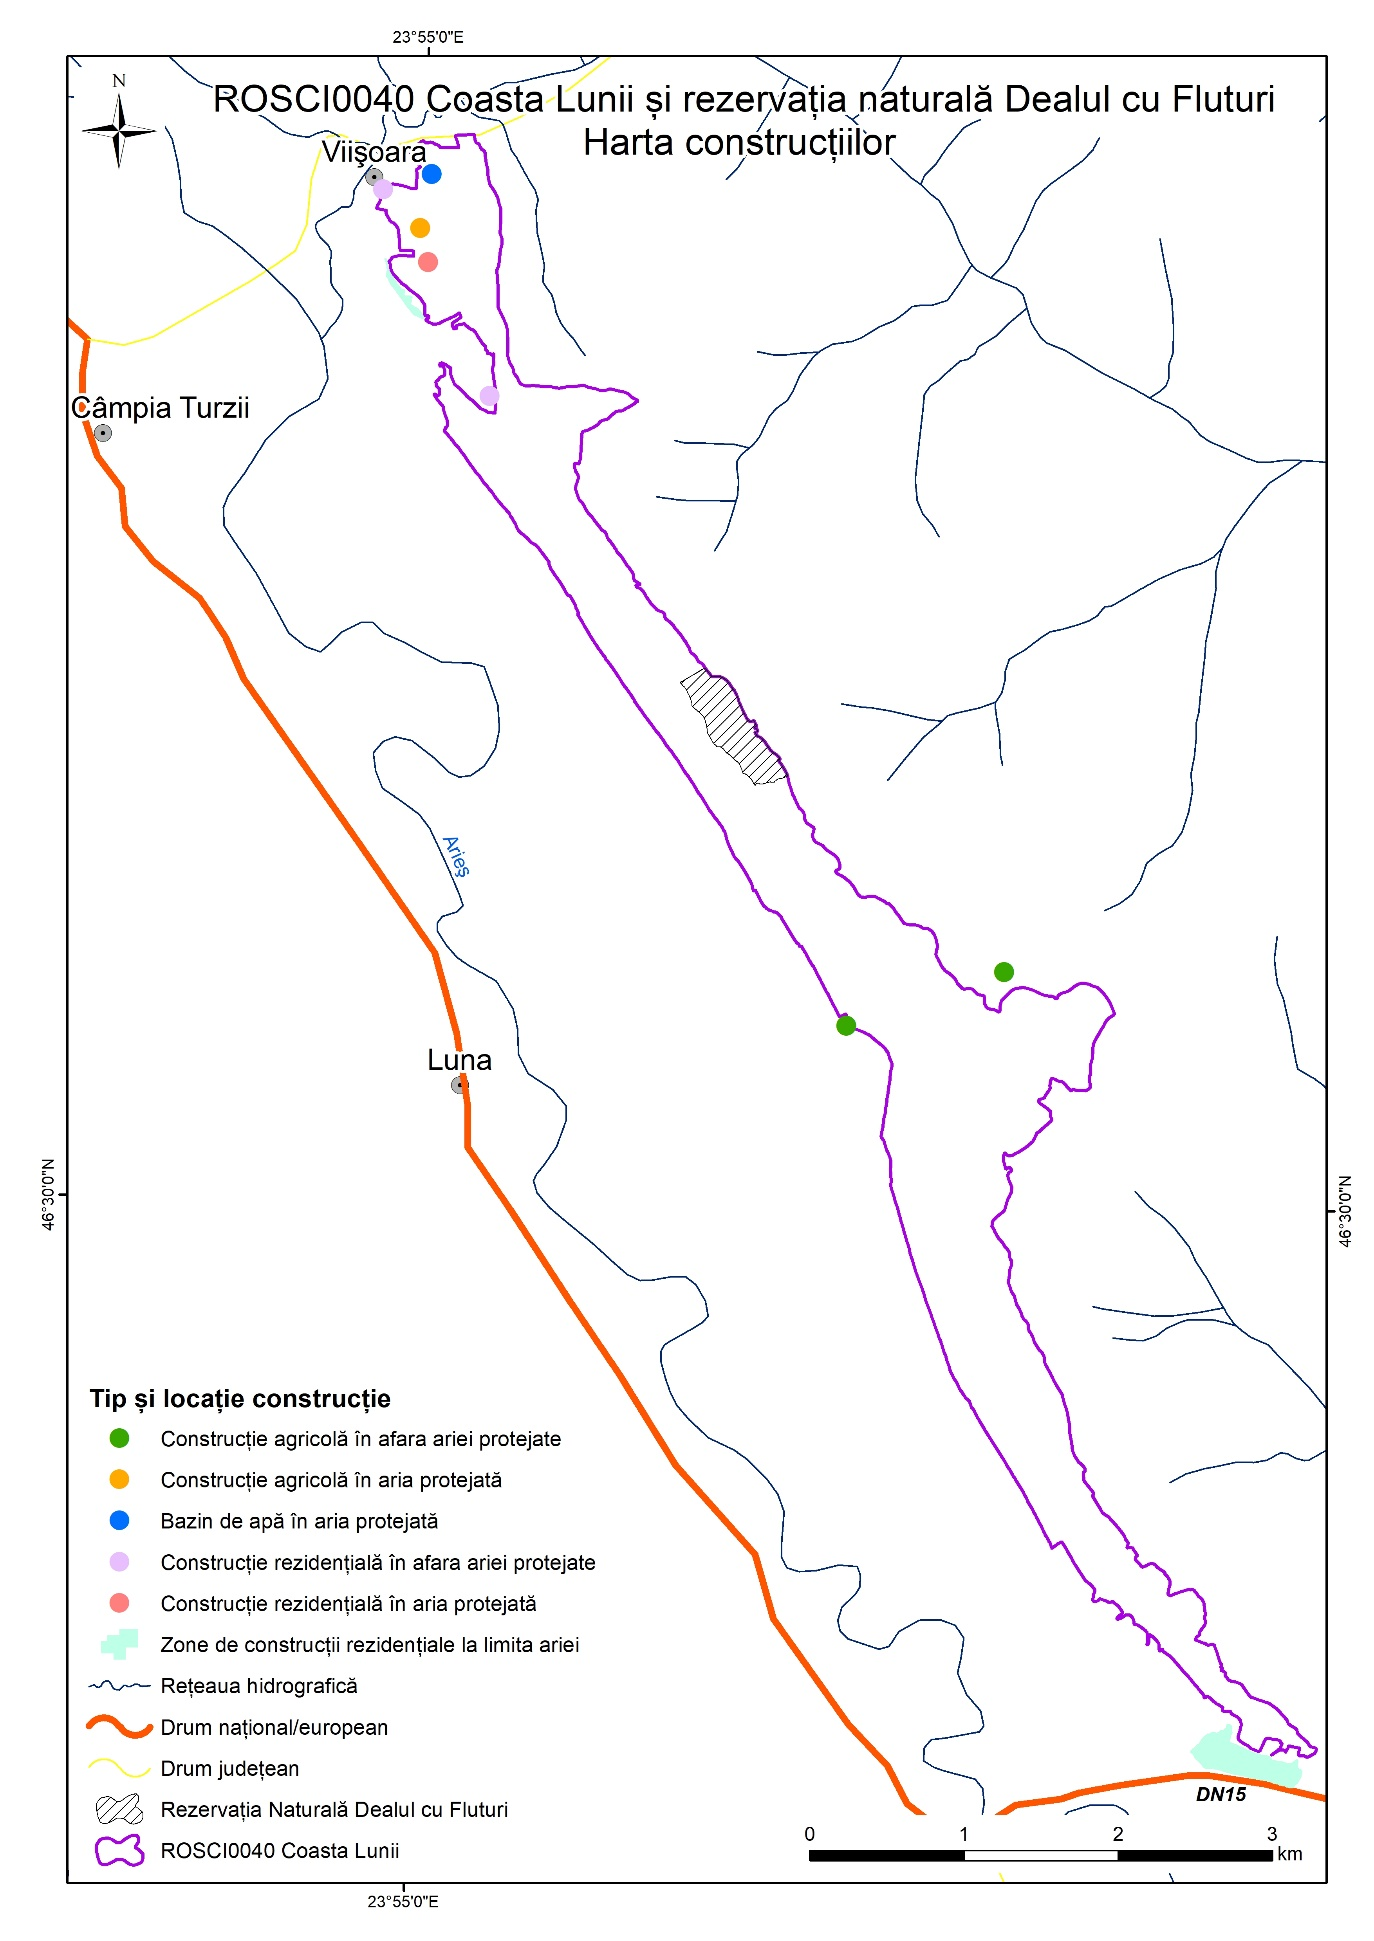 23°55'0"E
N
ROSCI0040 Coasta Lunii și rezervația naturală Dealul cu Fluturi
Harta construcțiilor
Viişoara
Câmpia Turzii
Arieș
Luna
46°30'0"N
46°30'0"N
Tip și locație construcție
Construcție agricolă în afara ariei protejate
Construcție agricolă în aria protejată
Bazin de apă în aria protejată
Construcție rezidențială în afara ariei protejate
Construcție rezidențială în aria protejată
Zone de construcții rezidențiale la limita ariei
Rețeaua hidrografică
Drum național/european
Drum județean
Rezervația Naturală Dealul cu Fluturi
ROSCI0040 Coasta Lunii
DN15
0 1 2 3
km
23°55'0"E